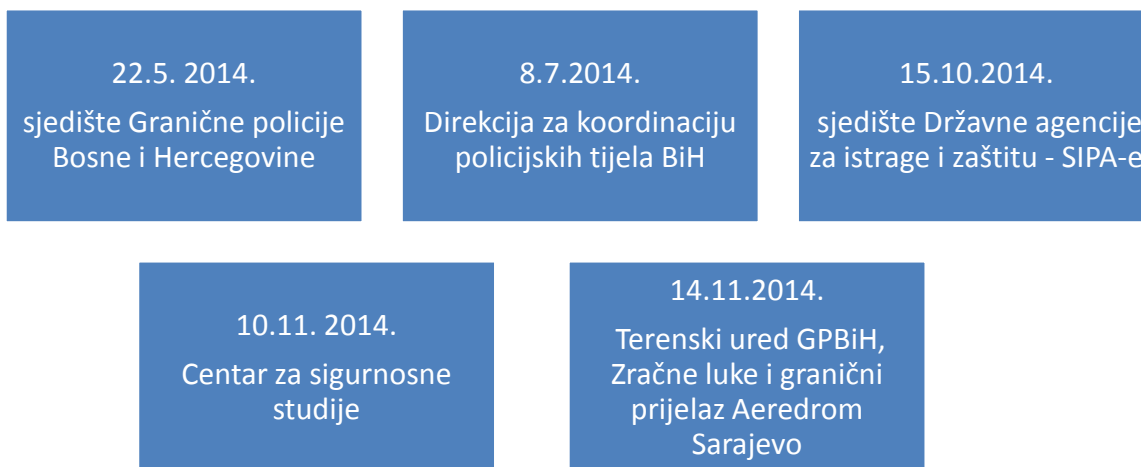 22.5. 2014.
sjedište Granične policije
Bosne i Hercegovine
8.7.2014.
Direkcija za koordinaciju
policijskih tijela BiH
15.10.2014.
sjedište Državne agencije
za istrage i zaštitu - SIPA-e
10.11. 2014.
Centar za sigurnosne
studije
14.11.2014.
Terenski ured GPBiH,
Zračne luke i granični
prijelaz Aeredrom
Sarajevo